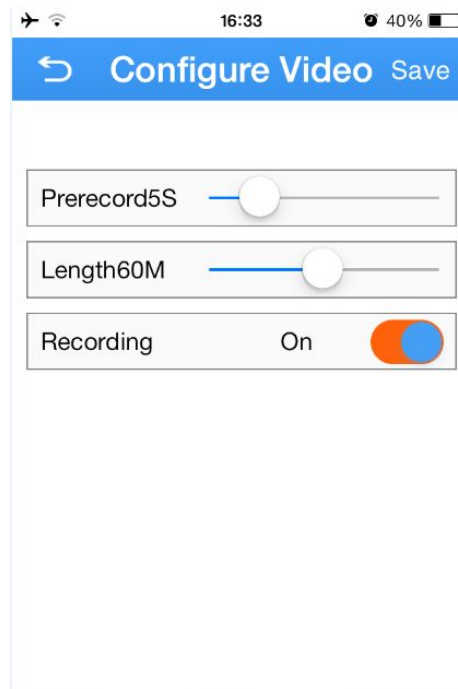 16:33 40%
Configure Video Save
Prerecord5S
Length60M
Recording On